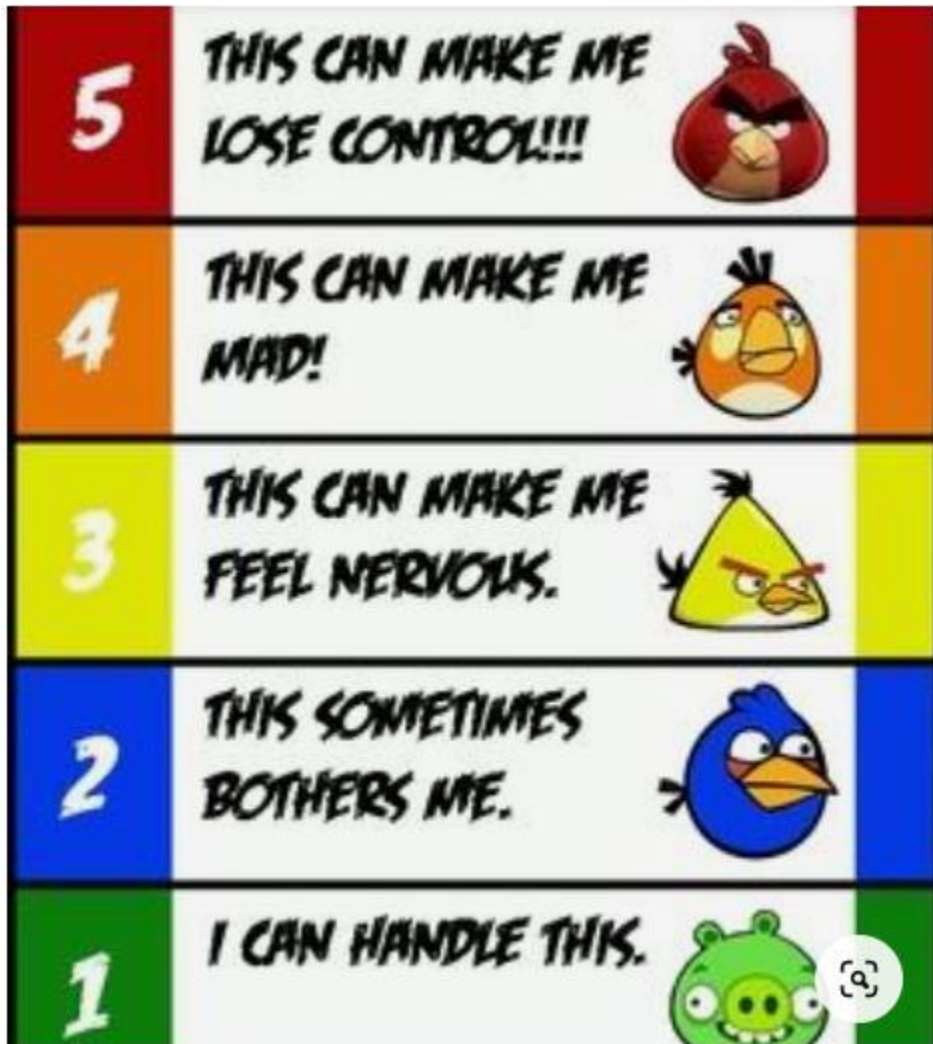 5
THIS CAN MAKE ME
LOSE CONTROL!!!
4
THIS CAN MAKE ME
MAD!
3
THIS CAN MAKE ME
FEEL NERVOUS.
2
THIS SOMETIMES
BOTHERS ME.
1
I CAN HANDLE THIS.